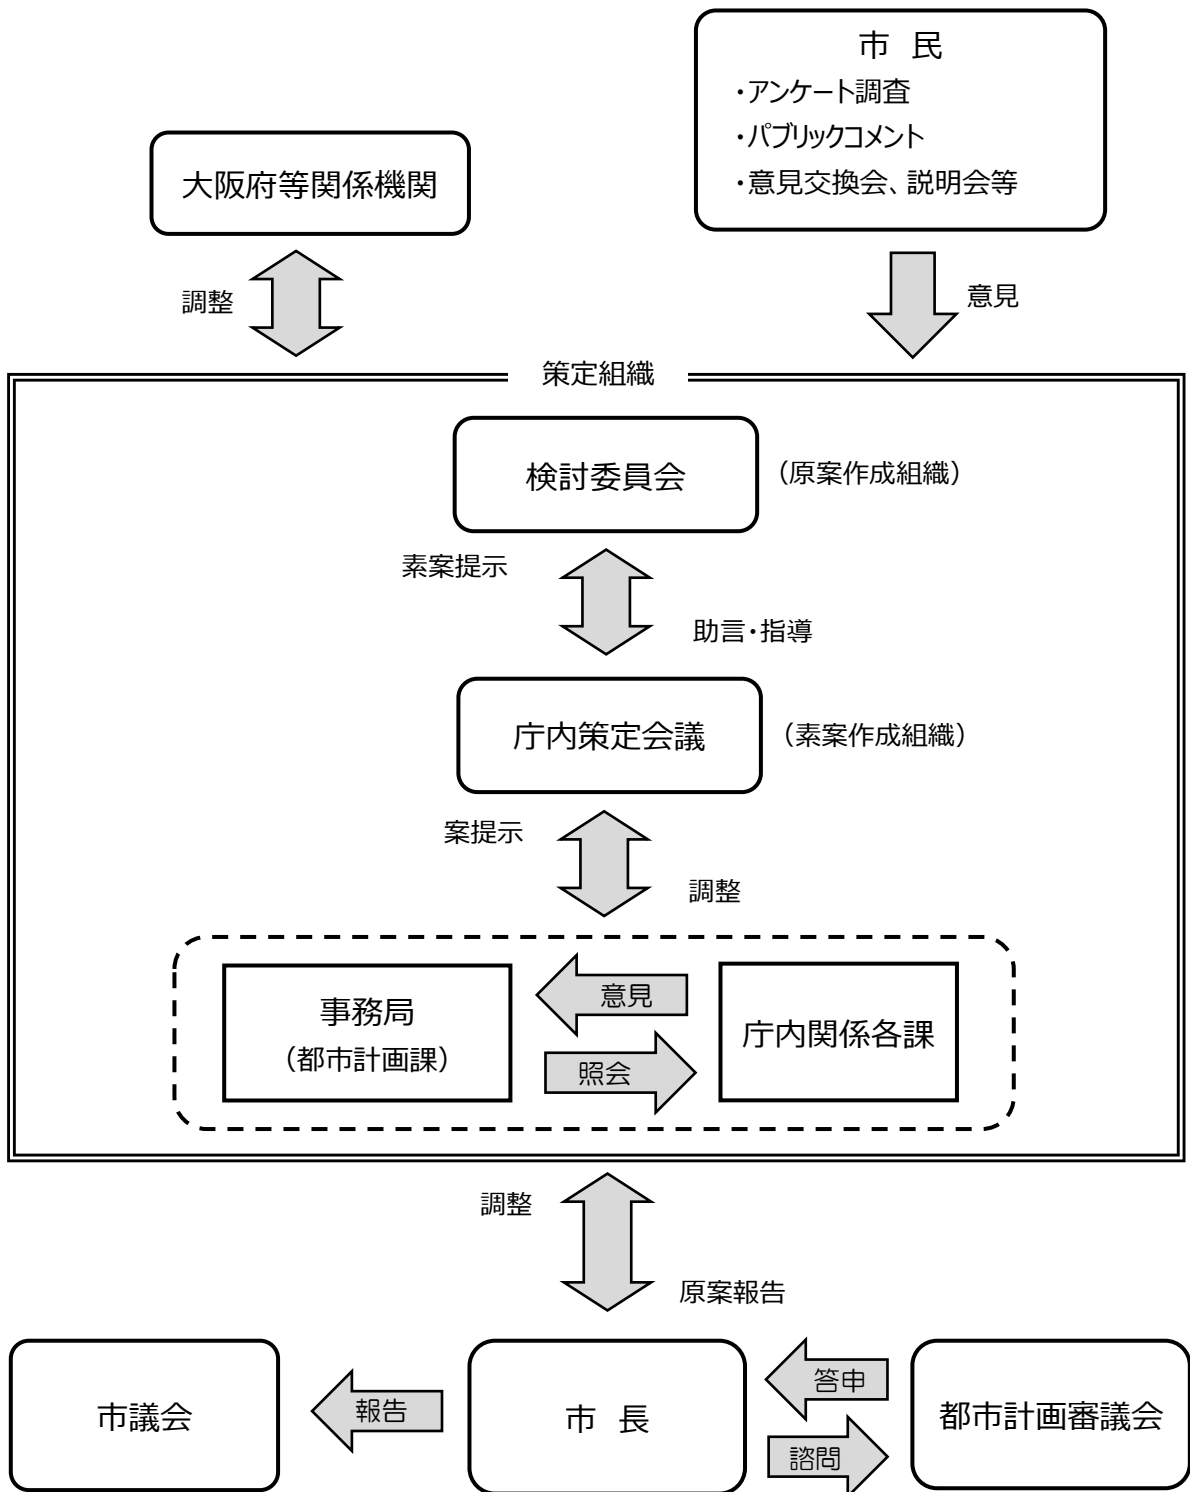 市 民
・アンケート調査
・パブリックコメント
・意見交換会、説明会等
大阪府等関係機関
調整
意見
策定組織
検討委員会
（原案作成組織）
素案提示
助言・指導
庁内策定会議
（素案作成組織）
案提示
調整
事務局
（都市計画課）
意見
照会
庁内関係各課
調整
原案報告
市議会
報告
市 長
答申
諮問
都市計画審議会